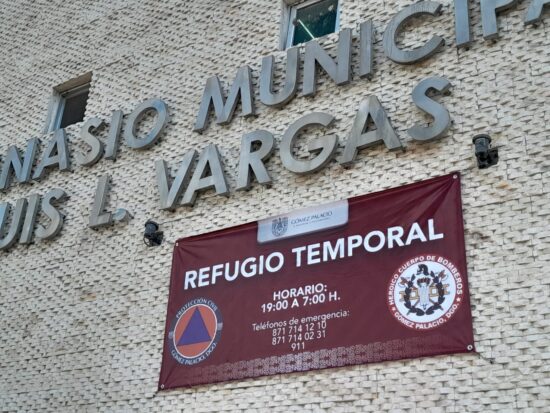 NASIO MUNICIPA
UIS L. VARGAS
GÓMEZ PALACIO
REFUGIO TEMPORAL
HORARIO:
19:00 A 7:00 H.
Teléfonos de emergencia:
871 714 12 10
871 714 02 31
911
PROTECCIÓN CIVIL
GÓMEZ PALACIO, DGO.
HEROICO CUERPO DE BOMBEROS
GÓMEZ PALACIO, DGO.